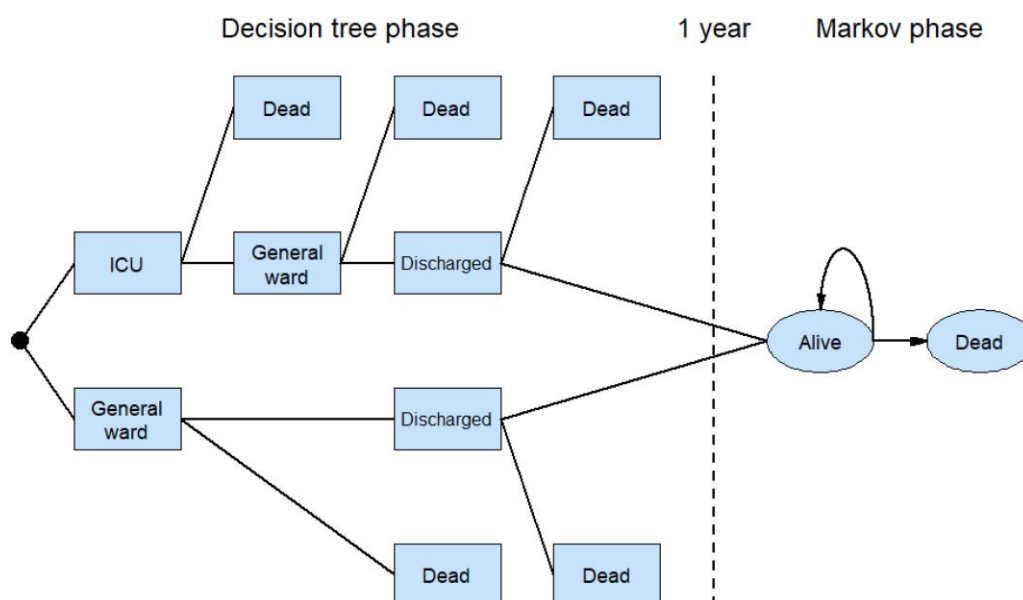 Decision tree phase 1 year Markov phase
Dead Dead Dead
ICU
General
ward
Discharged
Alive Dead
General
ward
Discharged
Dead Dead